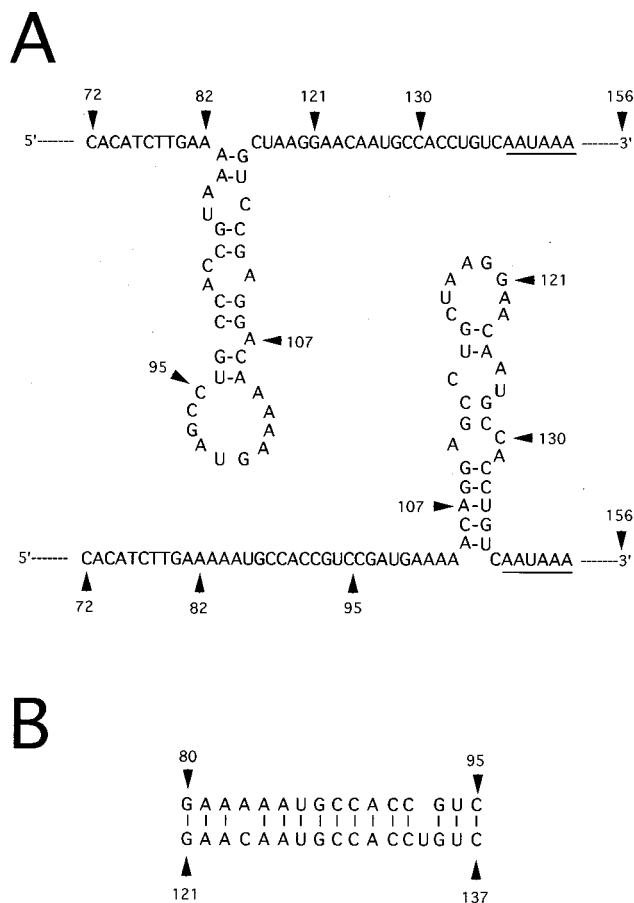 A
72
82
121
130
156
5'-------
CACATCTTGAA
CUAAGGAACAAUGCCACCUGUCAAUAAA
-------3'
A-G
A-U
A C
U C
G-C
C G
C A
A G
C-G
C A
107
G-C
U-A
95
C A
C A
G A
A A
U G
A G
A G
121
U A
C A
G-C
U A
C A
C U
G G
C-C
G C
130
A A
G-C
G-C
107
A-U
C-G
A-U
5'-------
CACATCTTGAAAAAUGCCACCGUCCGAUGAAAA
CAAUAAA
-------3'
156
72
82
95
B
80
95
GAAAAAUGCCACC GUC
GAACAAUGCCACCUGUC
121
137